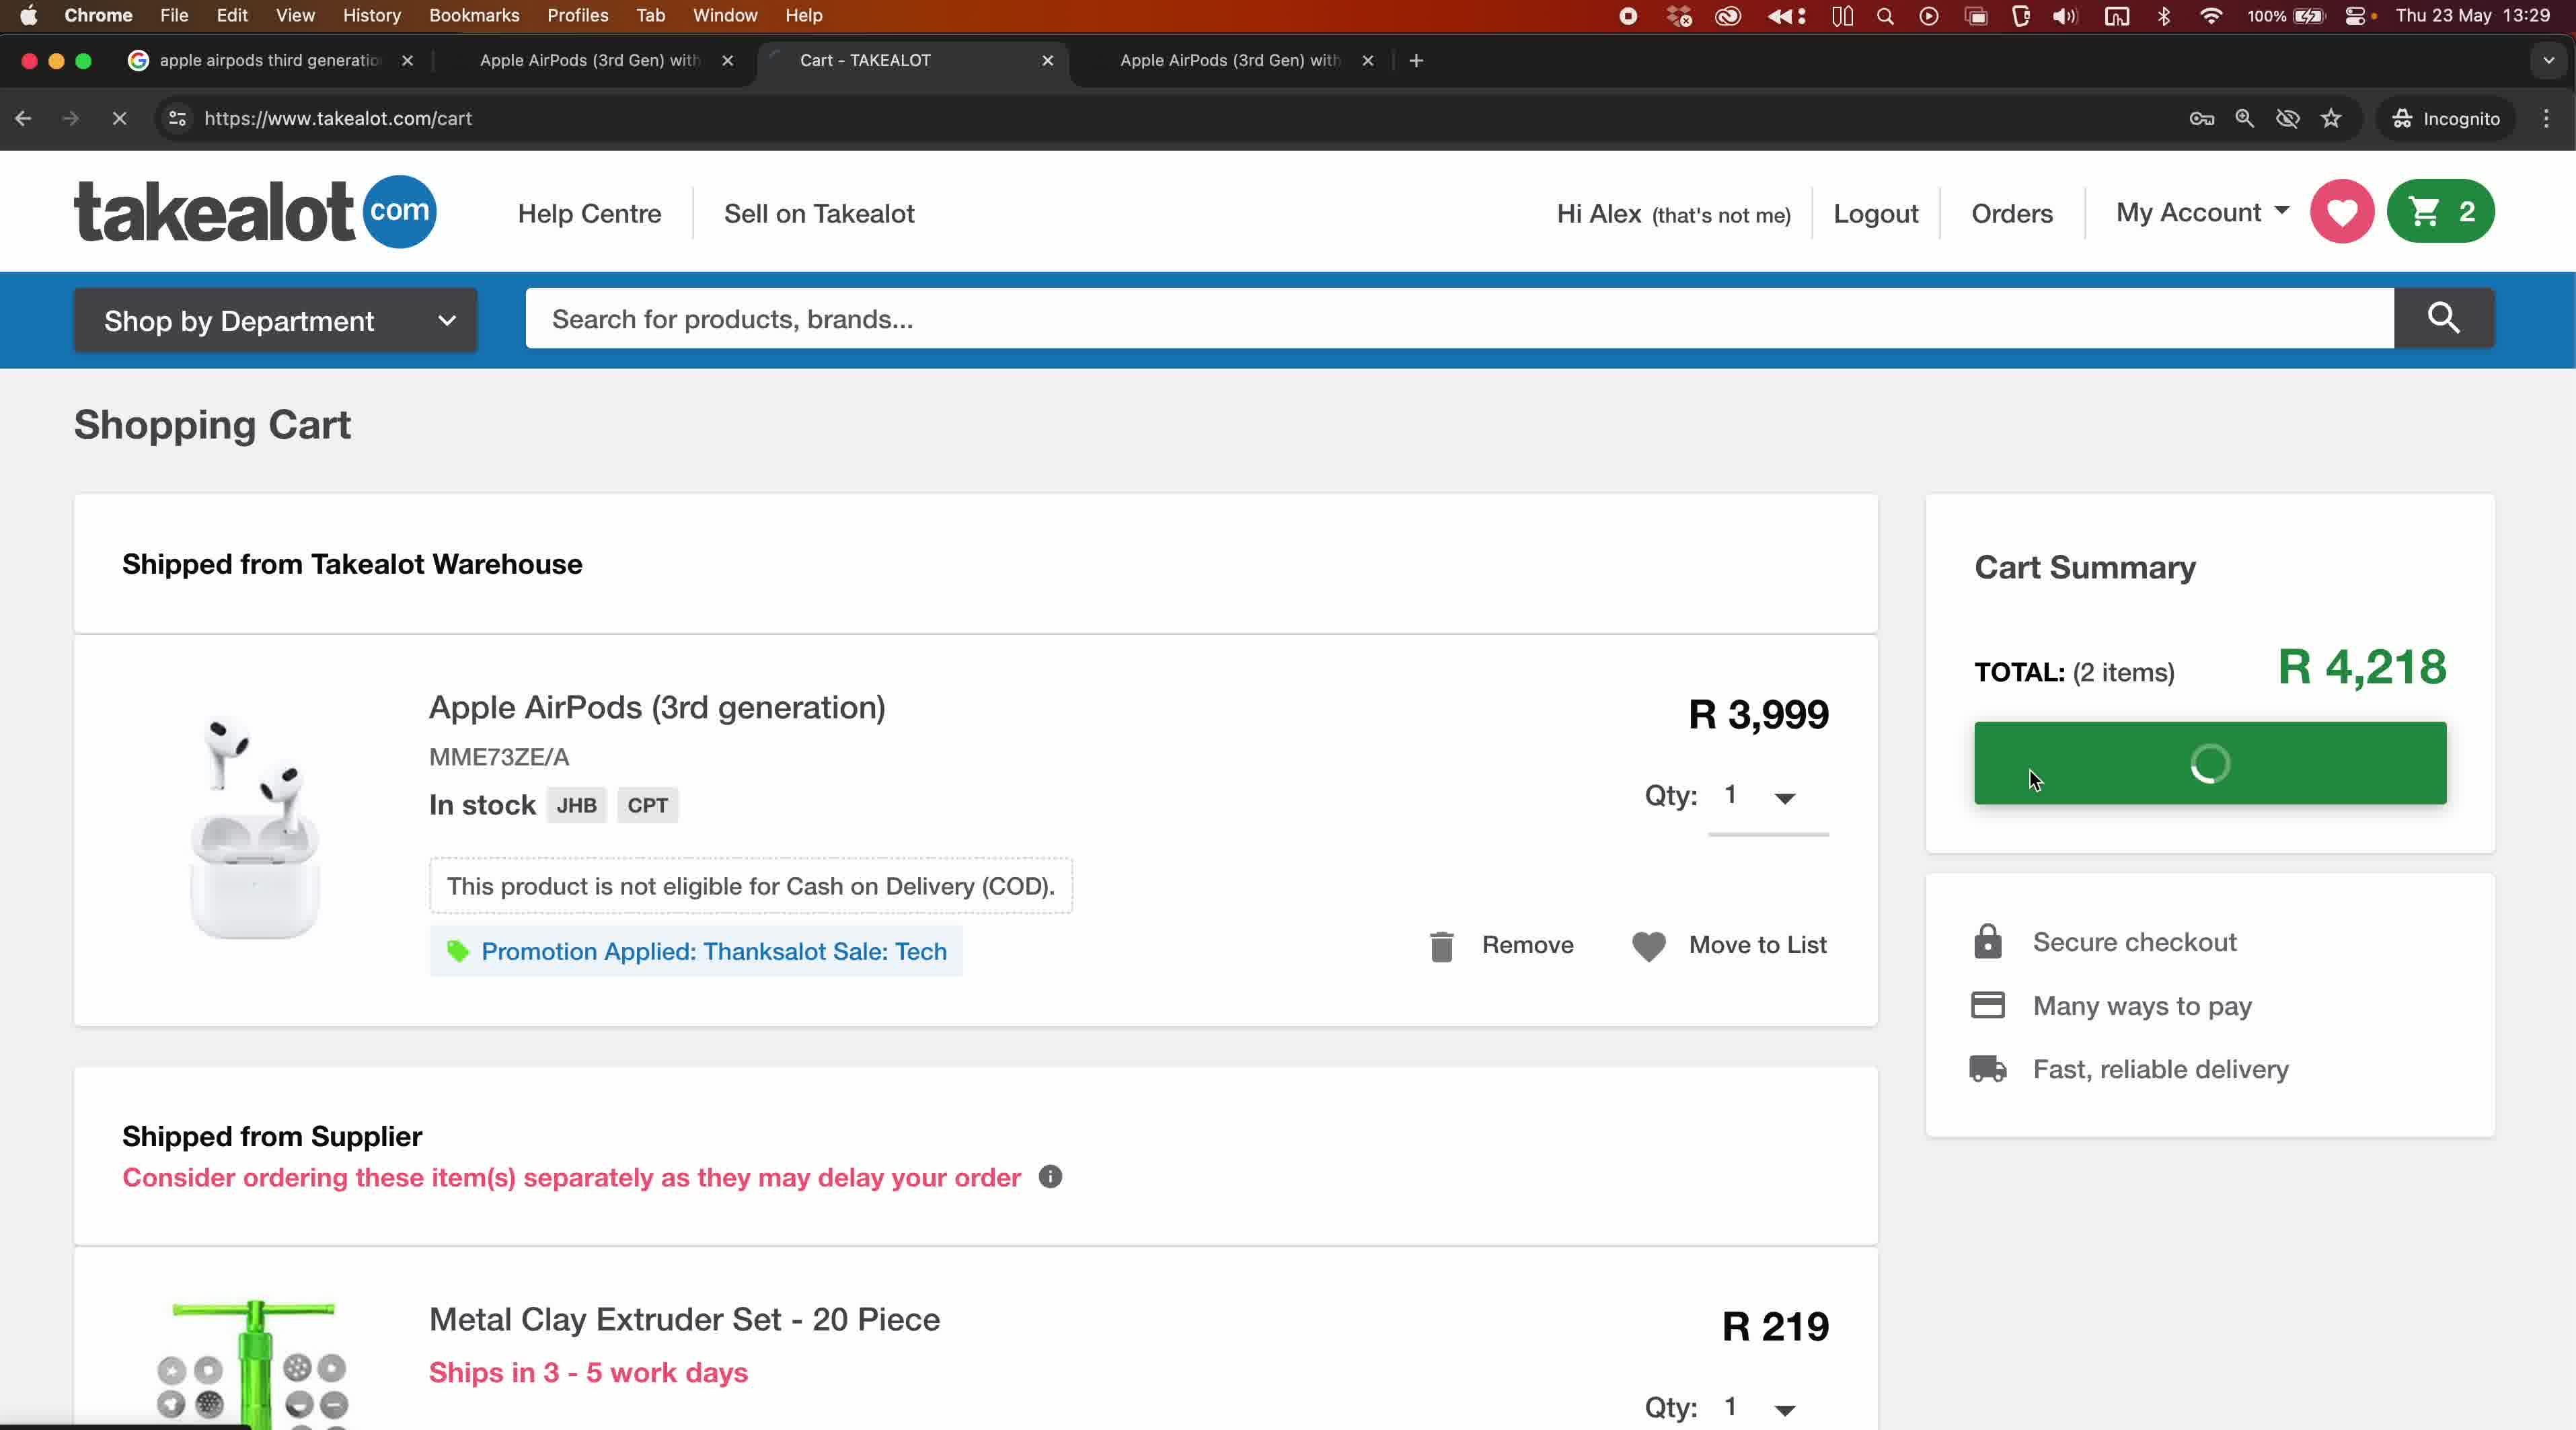 Chrome File Edit View History Bookmarks Profiles Tab Window Help 100% Thu 23 May 13:29
apple airpods third generatio Apple AirPods (3rd Gen) with Cart - TAKEALOT Apple AirPods (3rd Gen) with
https://www.takealot.com/cart Incognito
takealot com Help Centre Sell on Takealot Hi Alex (that's not me) Logout Orders My Account 2
Shop by Department Search for products, brands...
Shopping Cart
Shipped from Takealot Warehouse
Apple AirPods (3rd generation) R 3,999
MME73ZE/A
In stock JHB CPT
Qty: 1
This product is not eligible for Cash on Delivery (COD).
Promotion Applied: Thanksalot Sale: Tech
Remove Move to List
Shipped from Supplier
Consider ordering these item(s) separately as they may delay your order
Metal Clay Extruder Set - 20 Piece R 219
Ships in 3 - 5 work days
Qty: 1
Cart Summary
TOTAL: (2 items) R 4,218
Secure checkout
Many ways to pay
Fast, reliable delivery